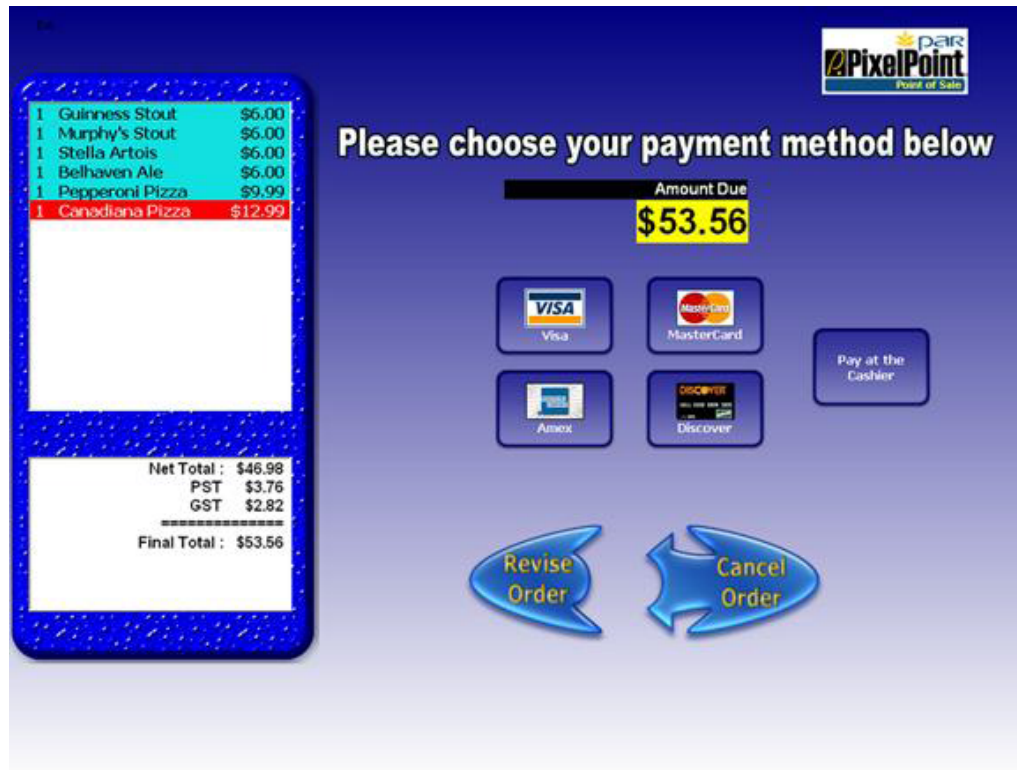 par
PixelPoint
Point of Sale
1 Guinness Stout $6.00
1 Murphy's Stout $6.00
1 Stella Artois $6.00
1 Belhaven Ale $6.00
1 Pepperoni Pizza $9.99
1 Canadiana Pizza $12.99
Please choose your payment method below
Amount Due
$53.56
VISA
Visa
MasterCard
MasterCard
Pay at the
Cashier
Amex
DISCOVER
Discover
Net Total : $46.98
PST $3.76
GST $2.82
==============
Final Total : $53.56
Revise
Order
Cancel
Order